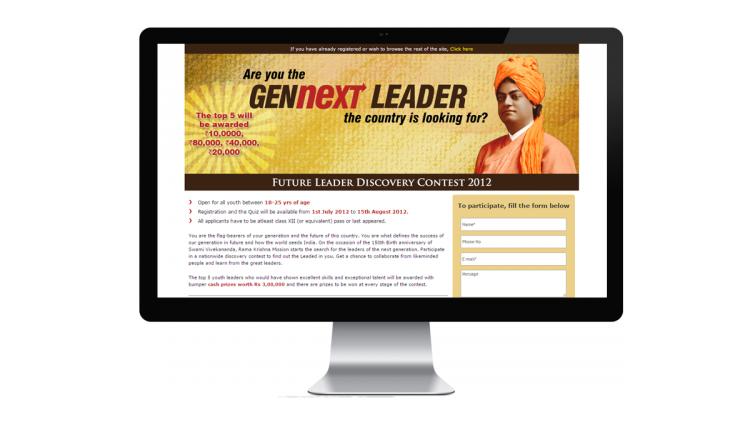 If you have already registered or wish to browse the rest of the site, Click here
Are you the
GENnexT LEADER
the country is looking for?
The top 5 will
be awarded
₹10,0000,
₹80,000, ₹40,000,
₹20,000
FUTURE LEADER DISCOVERY CONTEST 2012
Open for all youth between 18-25 yrs of age
Registration and the Quiz will be available from 1st July 2012 to 15th August 2012.
All applicants have to be atleast class XII (or equivalent) pass or last appeared.
You are the flag-bearers of your generation and the future of this country. You are what defines the success of
our generation in future and how the world seeds India. On the occasion of the 150th Birth anniversary of
Swami Vivekananda, Rama Krishna Mission starts the search for the leaders of the next generation. Participate
in a nationwide discovery contest to find out the Leaded in you. Get a chance to collaborate from likeminded
people and learn from the great leaders.
The top 5 youth leaders who would have shown excellent skills and exceptional talent will be awarded with
bumper cash prizes worth Rs 3,00,000 and there are prizes to be won at every stage of the contest.
To participate, fill the form below
Name*
Phone No
E-mail*
Message